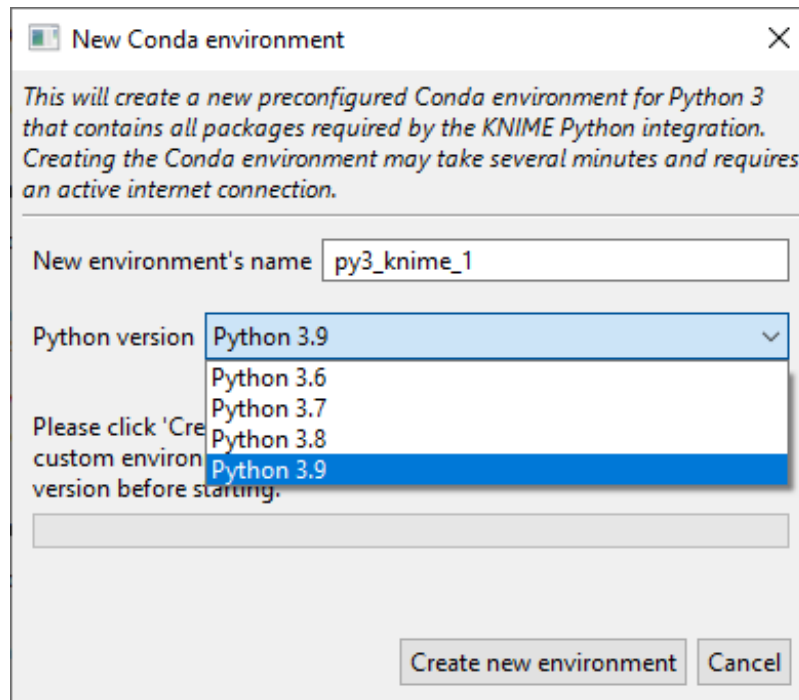 New Conda environment
This will create a new preconfigured Conda environment for Python 3
that contains all packages required by the KNIME Python integration.
Creating the Conda environment may take several minutes and requires
an active internet connection.
New environment's name py3_knime_1
Python version Python 3.9
Python 3.6
Python 3.7
Please click 'Cre
Python 3.8
custom environ
Python 3.9
version before starting.
Create new environment Cancel